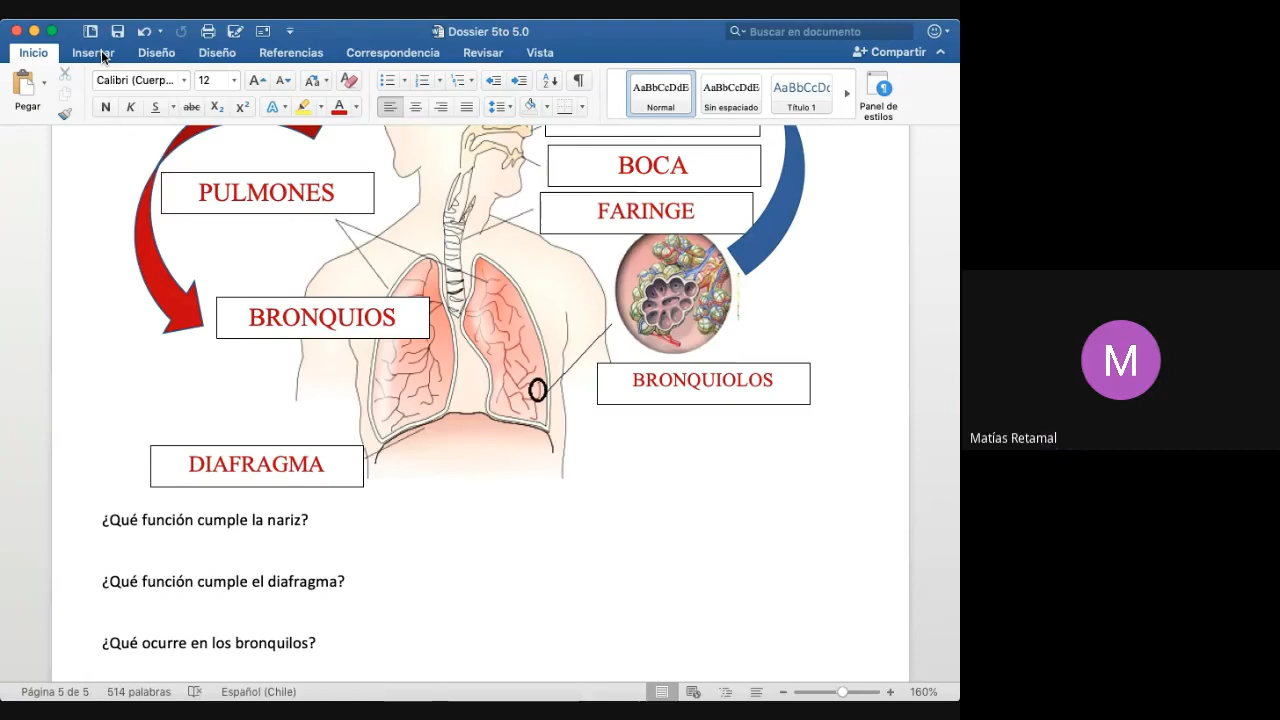 Dossier 5to 5.0
Buscar en documento
Inicio
Insertar
Diseño
Diseño
Referencias
Correspondencia
Revisar
Vista
Compartir
Pegar
Calibri (Cuerp...
12
N K S abc X₂ X²
AaBbCcDdE
Normal
AaBbCcDdE
Sin espaciado
AaBbCcDc
Título 1
Panel de
estilos
PULMONES
BOCA
FARINGE
BRONQUIOS
BRONQUIOLOS
DIAFRAGMA
¿Qué función cumple la nariz?
¿Qué función cumple el diafragma?
¿Qué ocurre en los bronquilos?
Página 5 de 5
514 palabras
Español (Chile)
160%
M
Matías Retamal